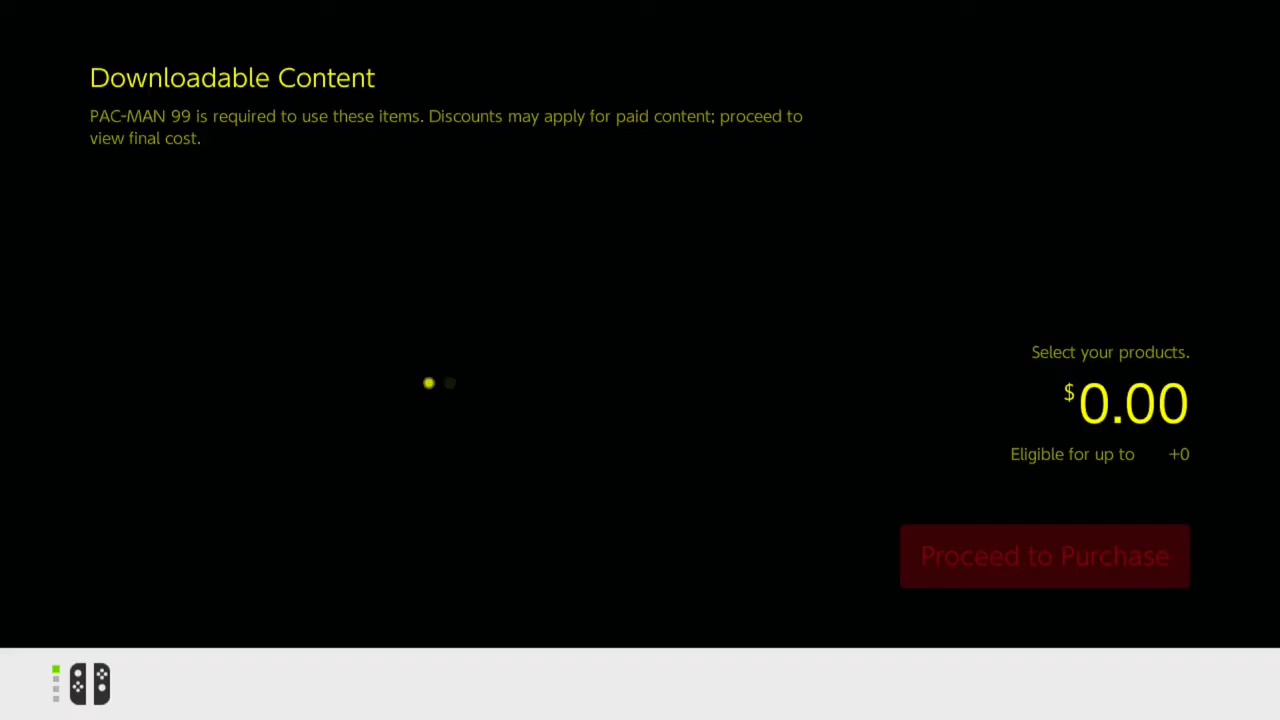 Downloadable Content
PAC-MAN 99 is required to use these items. Discounts may apply for paid content; proceed to
view final cost.
Select your products.
$0.00
Eligible for up to +0
Proceed to Purchase